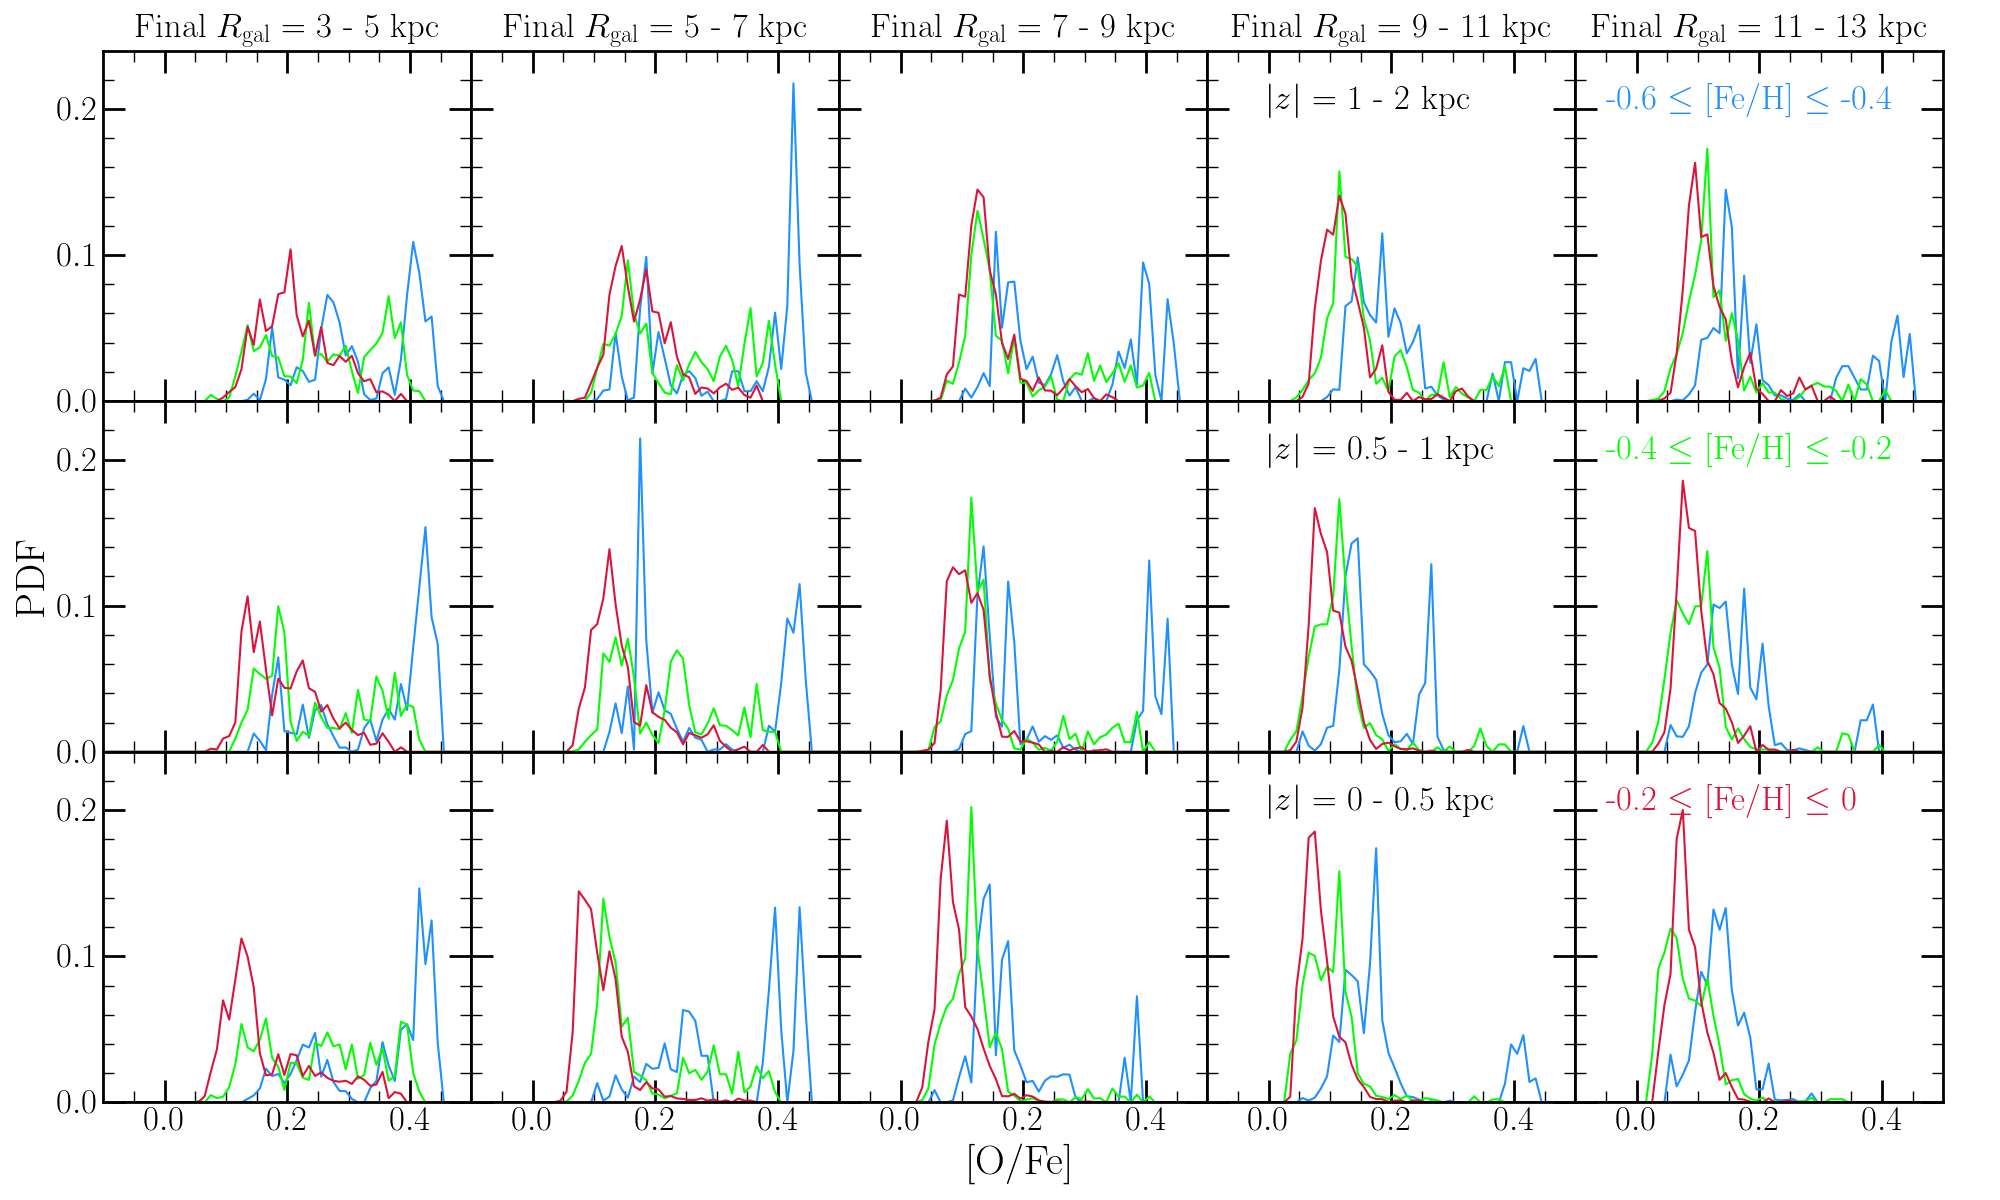 Final R_gal = 3 - 5 kpc
Final R_gal = 5 - 7 kpc
Final R_gal = 7 - 9 kpc
Final R_gal = 9 - 11 kpc
Final R_gal = 11 - 13 kpc
|z| = 1 - 2 kpc
-0.6 ≤ [Fe/H] ≤ -0.4
0.2
0.1
0.0
|z| = 0.5 - 1 kpc
-0.4 ≤ [Fe/H] ≤ -0.2
0.2
0.1
0.0
PDF
|z| = 0 - 0.5 kpc
-0.2 ≤ [Fe/H] ≤ 0
0.2
0.1
0.0
0.0 0.2 0.4
0.0 0.2 0.4
0.0 0.2 0.4
0.0 0.2 0.4
0.0 0.2 0.4
[O/Fe]